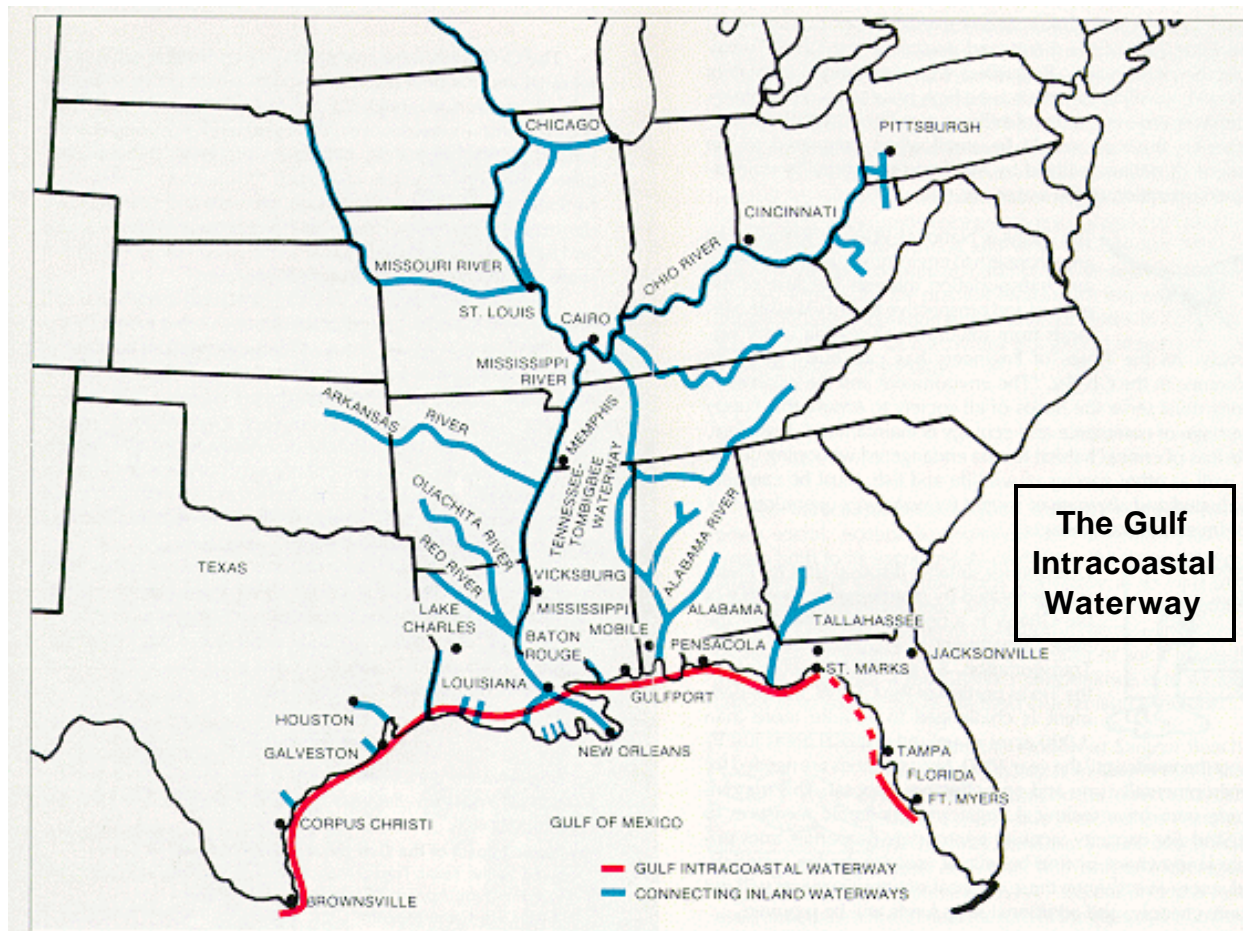 CHICAGO
PITTSBURGH
CINCINNATI
OHIO RIVER
MISSOURI RIVER
ST. LOUIS
CAIRO
MISSISSIPPI
RIVER
ARKANSAS RIVER
MEMPHIS
TENNESSEE-
TOMBIGBEE
WATERWAY
OUACHITA RIVER
RED RIVER
ALABAMA RIVER
The Gulf
Intracoastal
Waterway
TEXAS
VICKSBURG
LAKE
CHARLES
MISSISSIPPI
MOBILE
ALABAMA
TALLAHASSEE
BATON
ROUGE
PENSACOLA
JACKSONVILLE
ST. MARKS
LOUISIANA
GULFPORT
HOUSTON
GALVESTON
NEW ORLEANS
TAMPA
FLORIDA
FT. MYERS
CORPUS CHRISTI
GULF OF MEXICO
GULF INTRACOASTAL WATERWAY
CONNECTING INLAND WATERWAYS
BROWNSVILLE